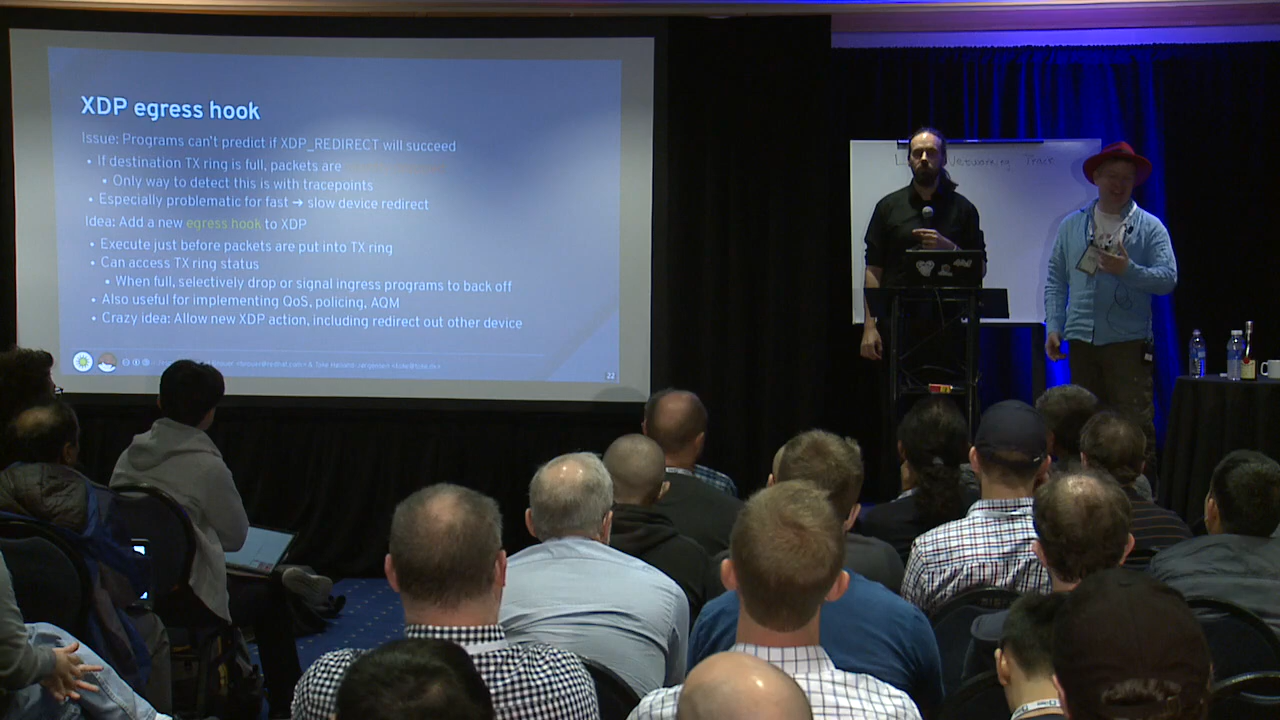 XDP egress hook
Issue: Programs can't predict if XDP_REDIRECT will succeed
• If destination TX ring is full, packets are
• Only way to detect this is with tracepoints
• Especially problematic for fast → slow device redirect
Idea: Add a new egress hook to XDP
• Execute just before packets are put into TX ring
• Can access TX ring status
• When full, selectively drop or signal ingress programs to back off
• Also useful for implementing QoS, policing, AQM
• Crazy idea: Allow new XDP action, including redirect out other device
22
Networking Track